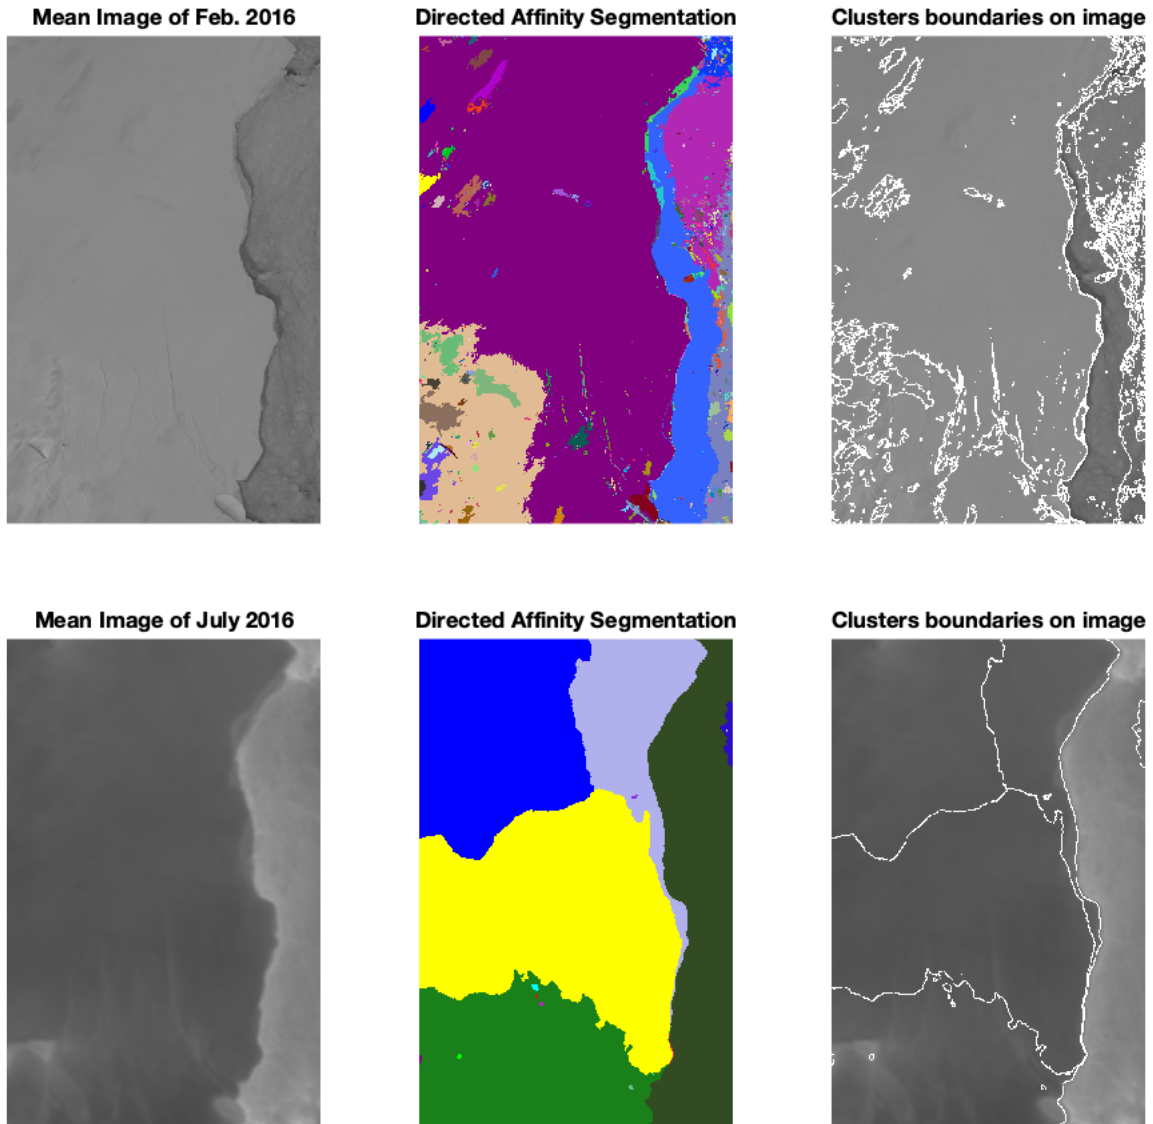 Mean Image of Feb. 2016
Directed Affinity Segmentation
Clusters boundaries on image
Mean Image of July 2016
Directed Affinity Segmentation
Clusters boundaries on image